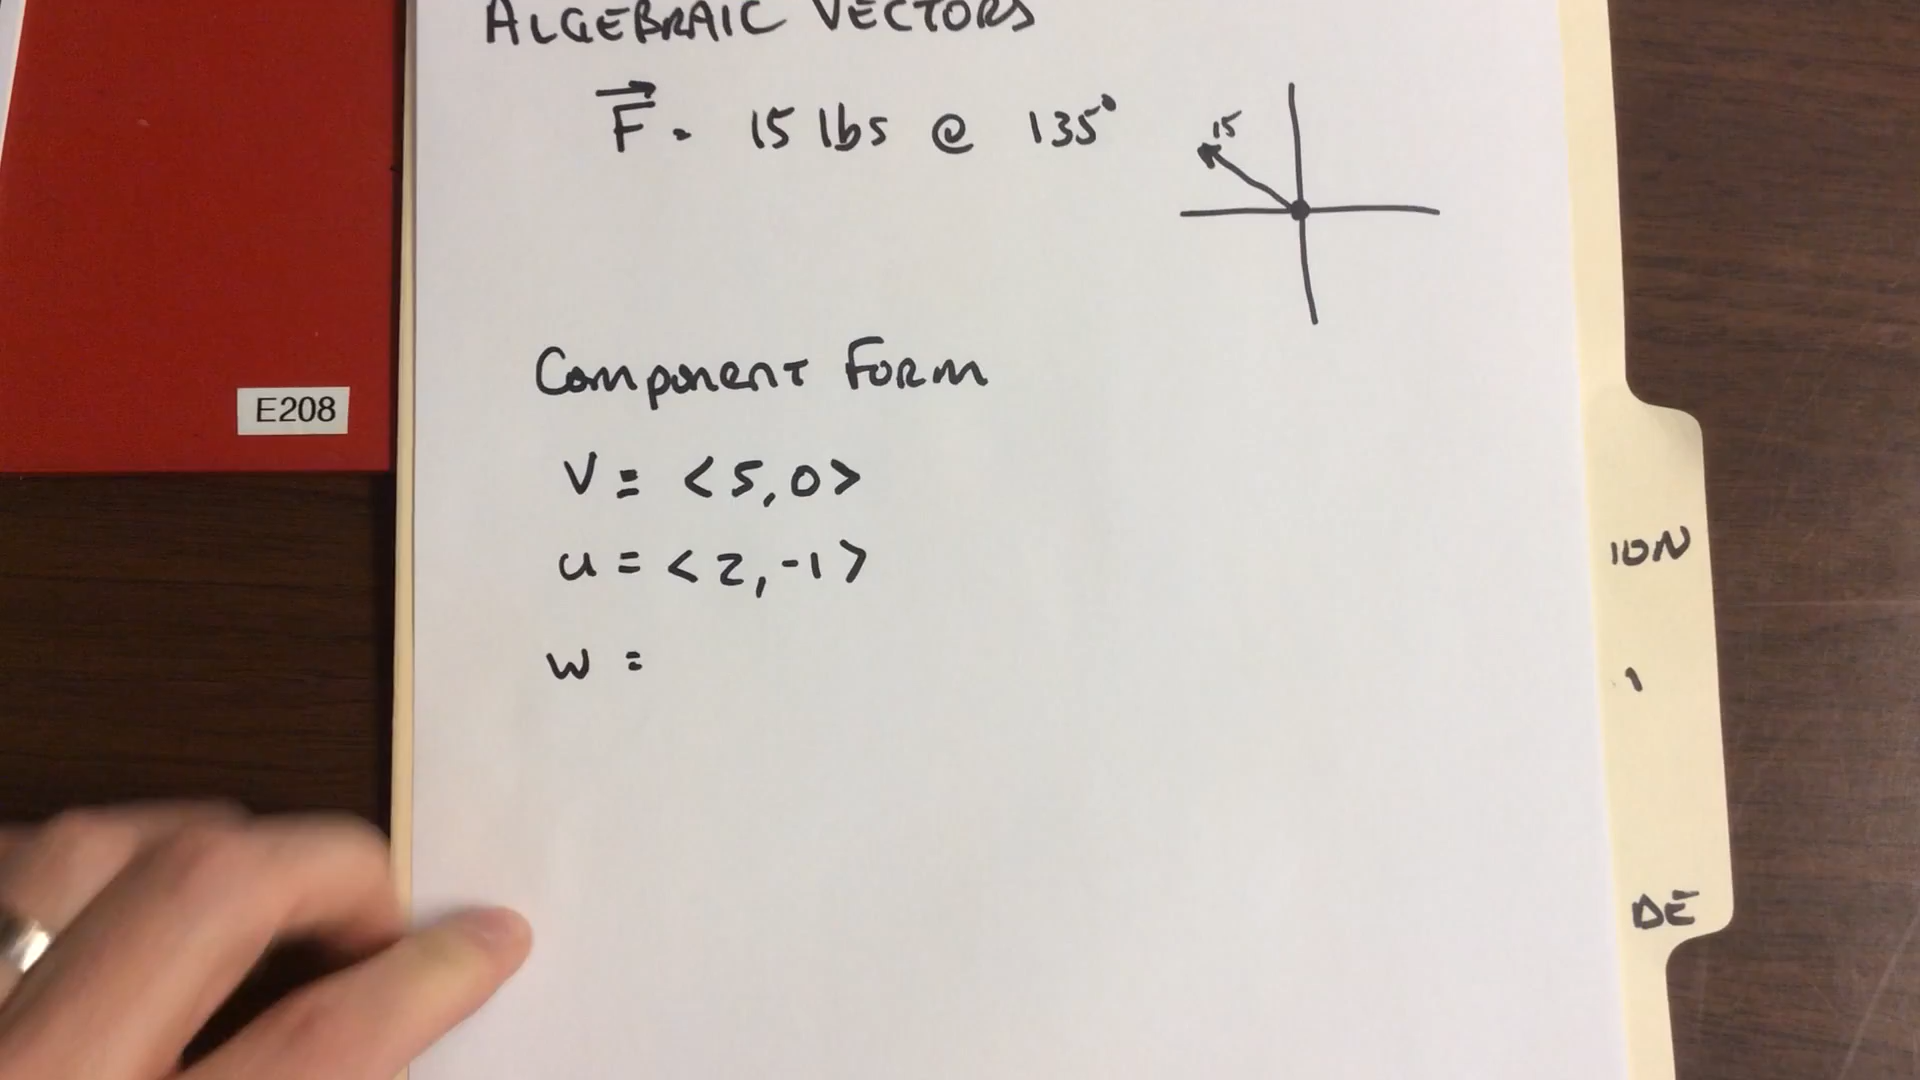 ALGEBRAIC VECTORS
F = 15 lbs @ 135°
15
Component Form
E208
V = <5,0>
u = <2,-1>
w =
ION
DE